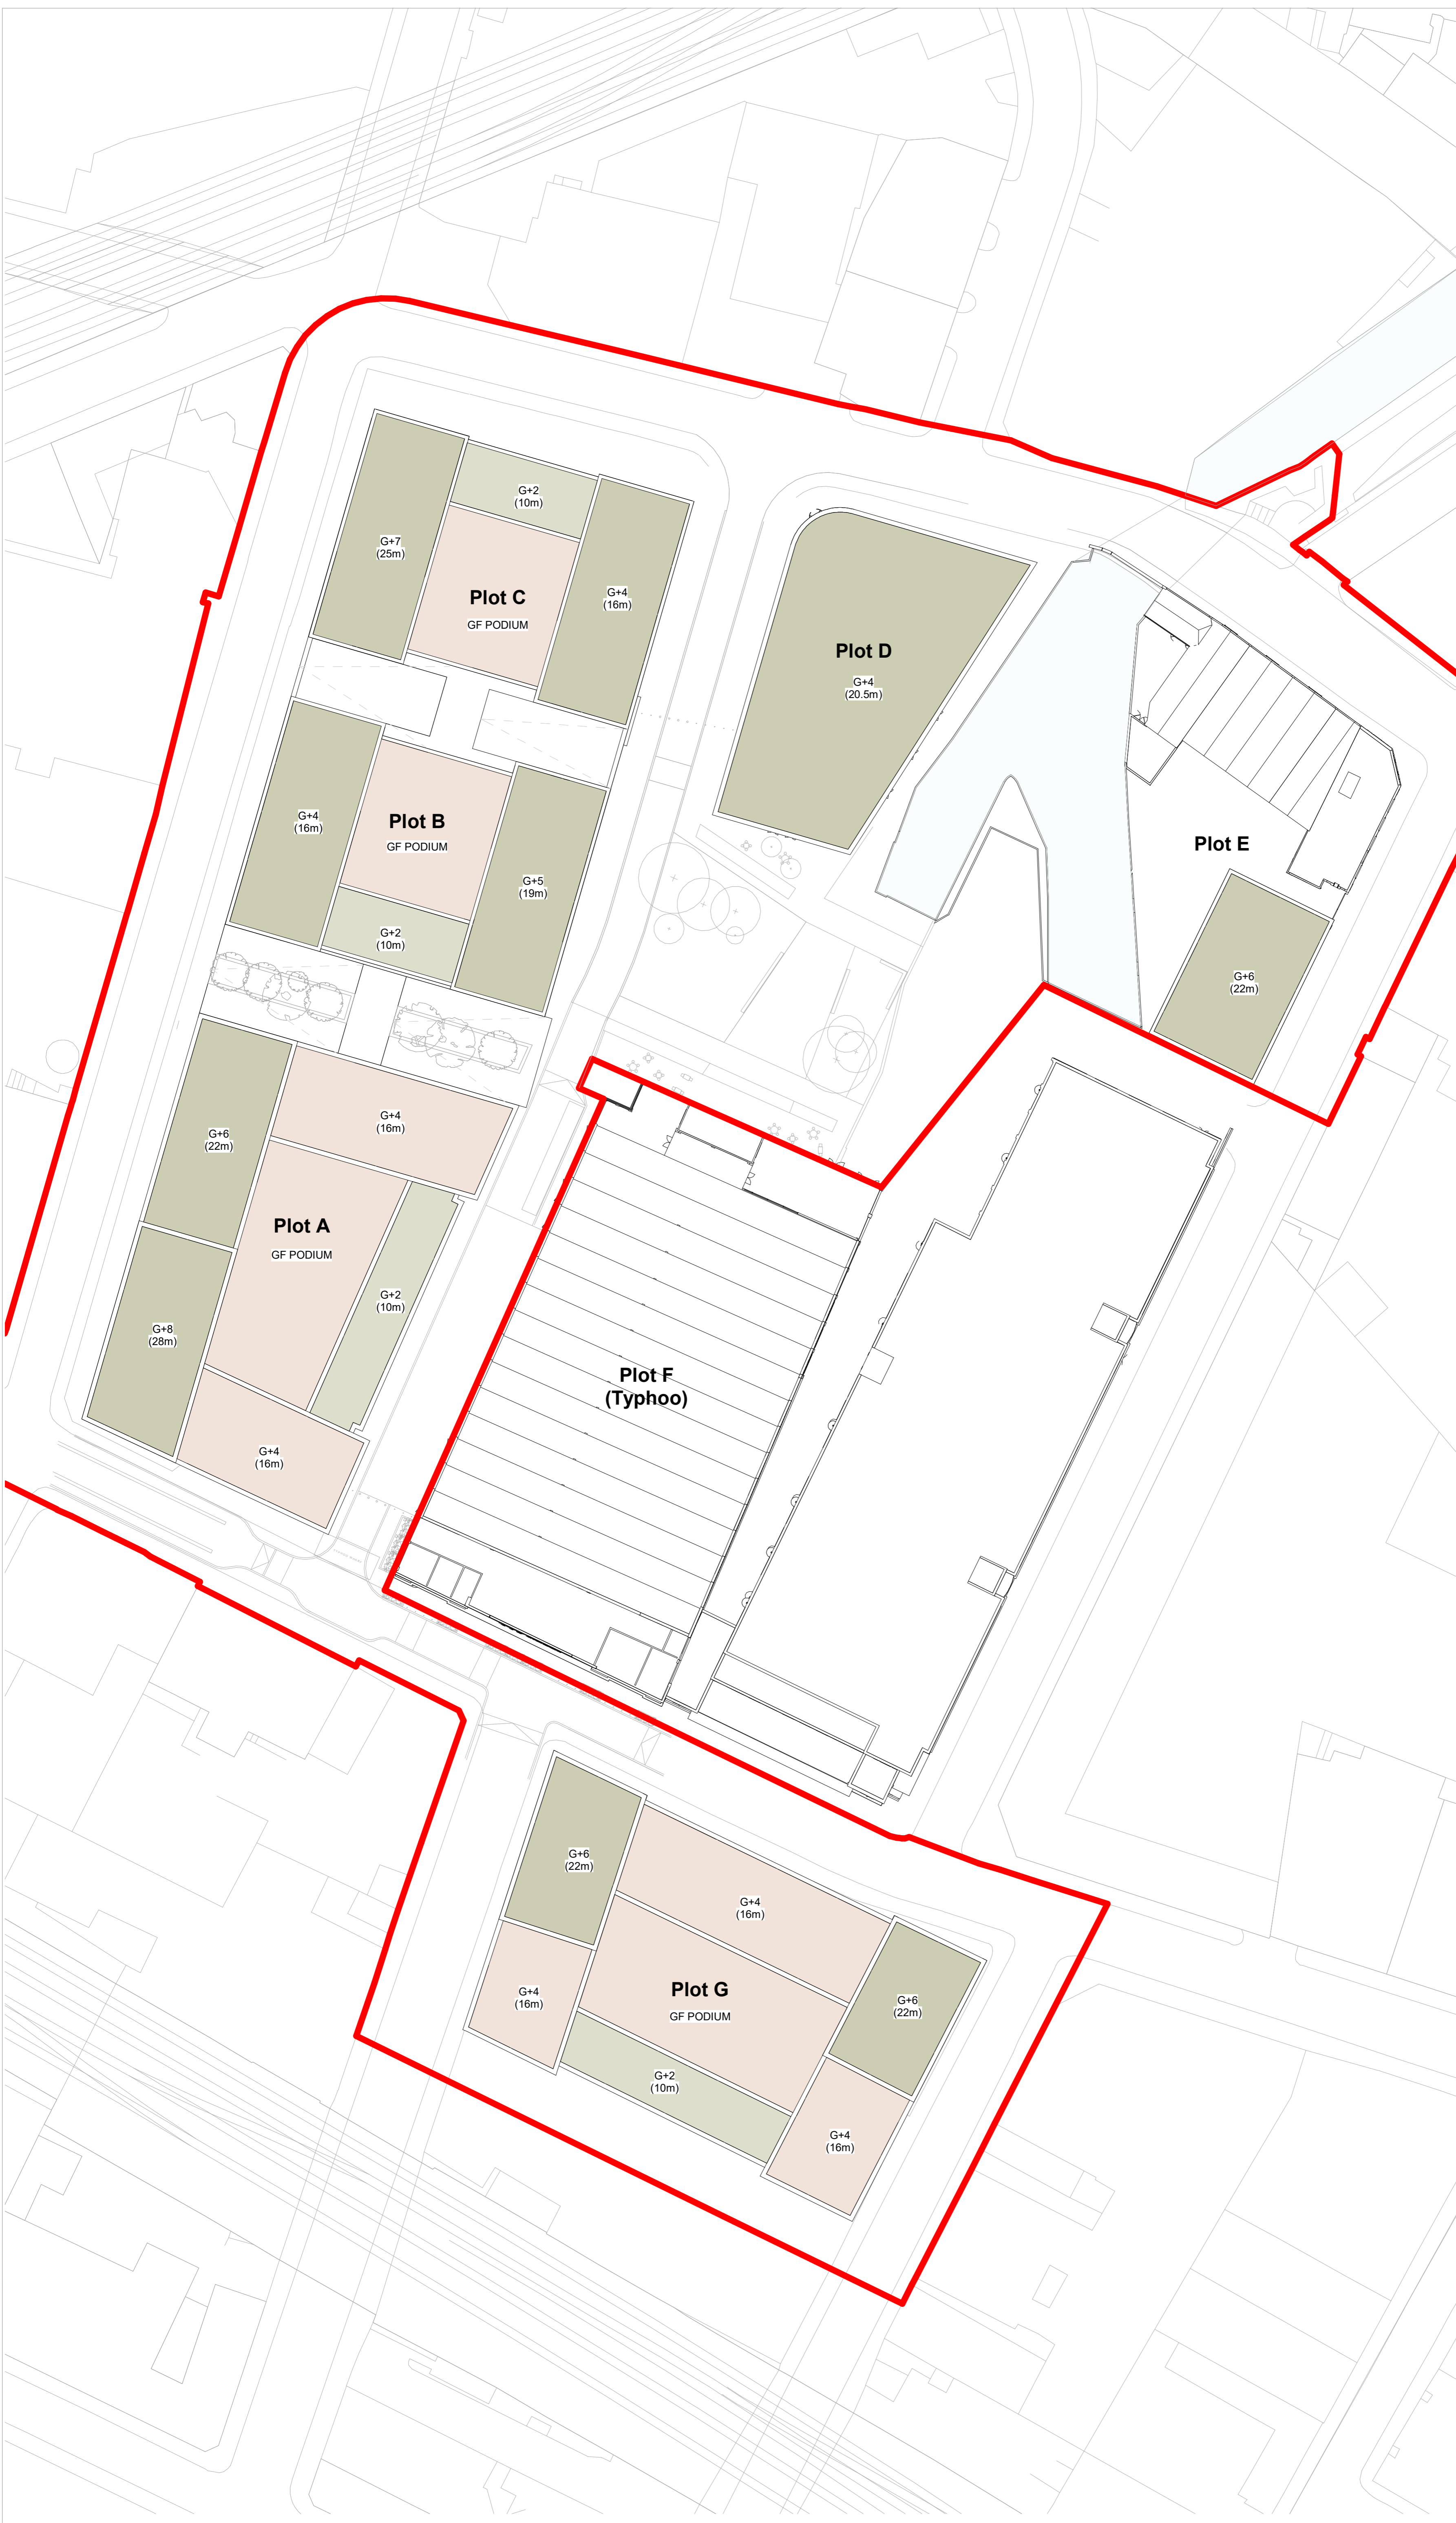 G+2
(10m)
G+7
(25m)
G+4
(16m)
Plot C
GF PODIUM
Plot D
G+4
(20.5m)
G+4
(16m)
Plot B
GF PODIUM
G+5
(19m)
G+2
(10m)
Plot E
G+6
(22m)
G+6
(22m)
G+4
(16m)
Plot A
GF PODIUM
G+2
(10m)
G+8
(28m)
G+4
(16m)
Plot F
(Typhoo)
G+6
(22m)
G+4
(16m)
G+4
(16m)
Plot G
GF PODIUM
G+6
(22m)
G+2
(10m)
G+4
(16m)